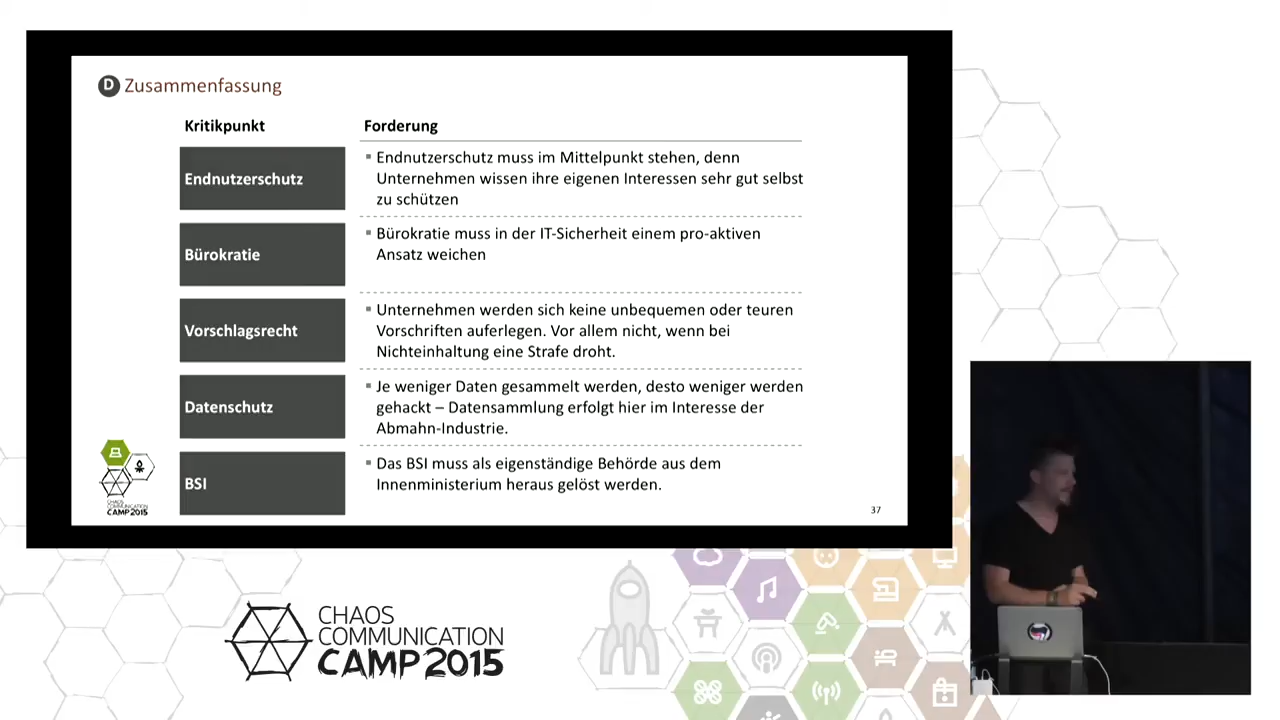 D Zusammenfassung
Kritikpunkt
Forderung
Endnutzerschutz
▪ Endnutzerschutz muss im Mittelpunkt stehen, denn
Unternehmen wissen ihre eigenen Interessen sehr gut selbst
zu schützen
Bürokratie
▪ Bürokratie muss in der IT-Sicherheit einem pro-aktiven
Ansatz weichen
Vorschlagsrecht
▪ Unternehmen werden sich keine unbequemen oder teuren
Vorschriften auferlegen. Vor allem nicht, wenn bei
Nichteinhaltung eine Strafe droht.
Datenschutz
▪ Je weniger Daten gesammelt werden, desto weniger werden
gehackt – Datensammlung erfolgt hier im Interesse der
Abmahn-Industrie.
BSI
▪ Das BSI muss als eigenständige Behörde aus dem
Innenministerium heraus gelöst werden.
CHAOS
COMMUNICATION
CAMP 2015
37
CHAOS
COMMUNICATION
CAMP 2015